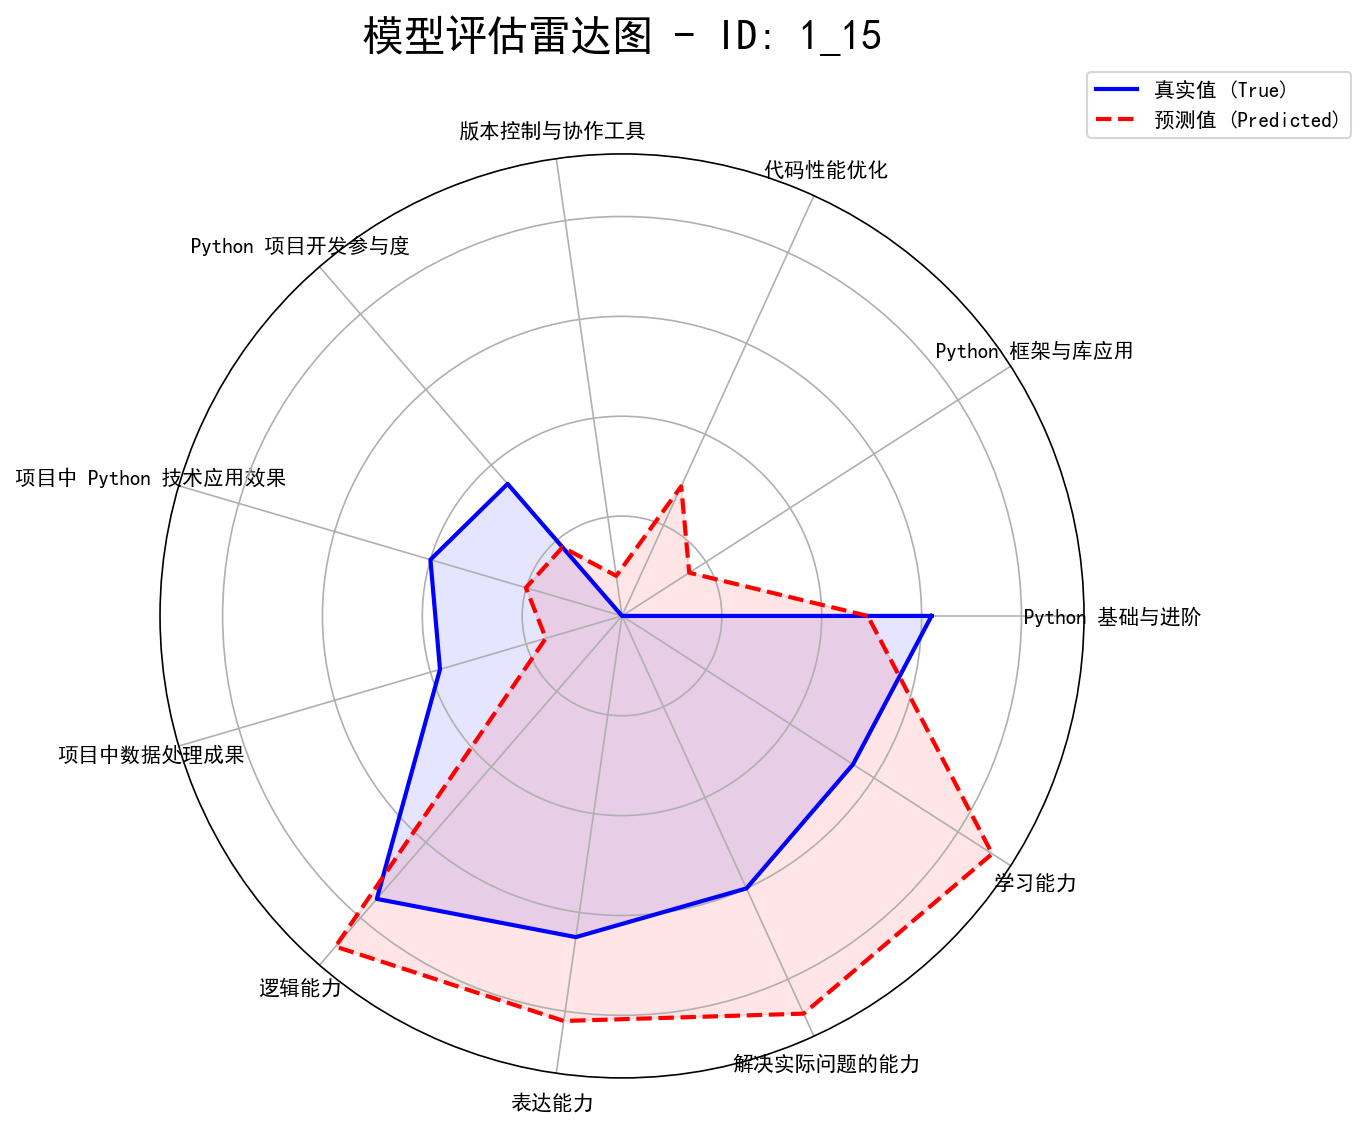 模型评估雷达图 - ID: 1_15
真实值 (True)
预测值 (Predicted)
版本控制与协作工具
代码性能优化
Python 项目开发参与度
Python 框架与库应用
项目中 Python 技术应用效果
Python 基础与进阶
项目中数据处理成果
学习能力
逻辑能力
解决实际问题的能力
表达能力